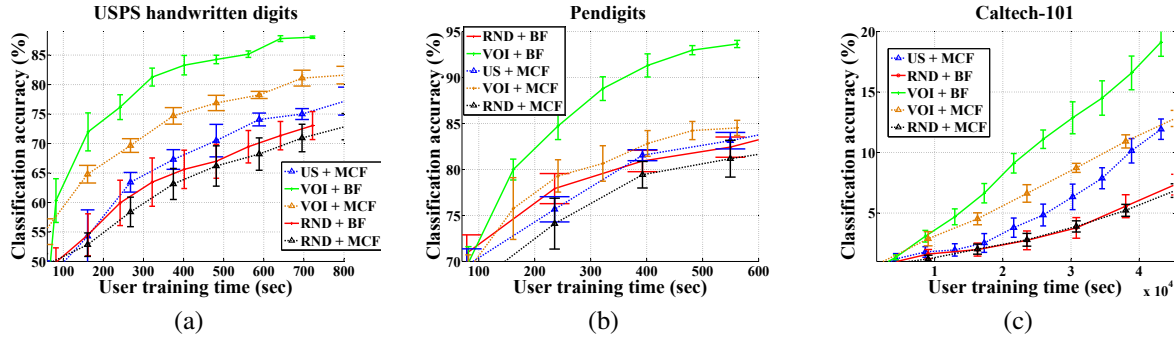 USPS handwritten digits
Classification accuracy (%)
85
80
75
70
65
60
55
50
US + MCF
VOI + BF
VOI + MCF
RND + BF
RND + MCF
100 200 300 400 500 600 700 800
User training time (sec)
(a)
Pendigits
Classification accuracy (%)
95
90
85
80
75
70
RND + BF
VOI + BF
US + MCF
VOI + MCF
RND + MCF
100 200 300 400 500 600
User training time (sec)
(b)
Caltech-101
Classification accuracy (%)
20
15
10
5
US + MCF
RND + BF
VOI + BF
VOI + MCF
RND + MCF
1 2 3 4
x 10⁴
User training time (sec)
(c)